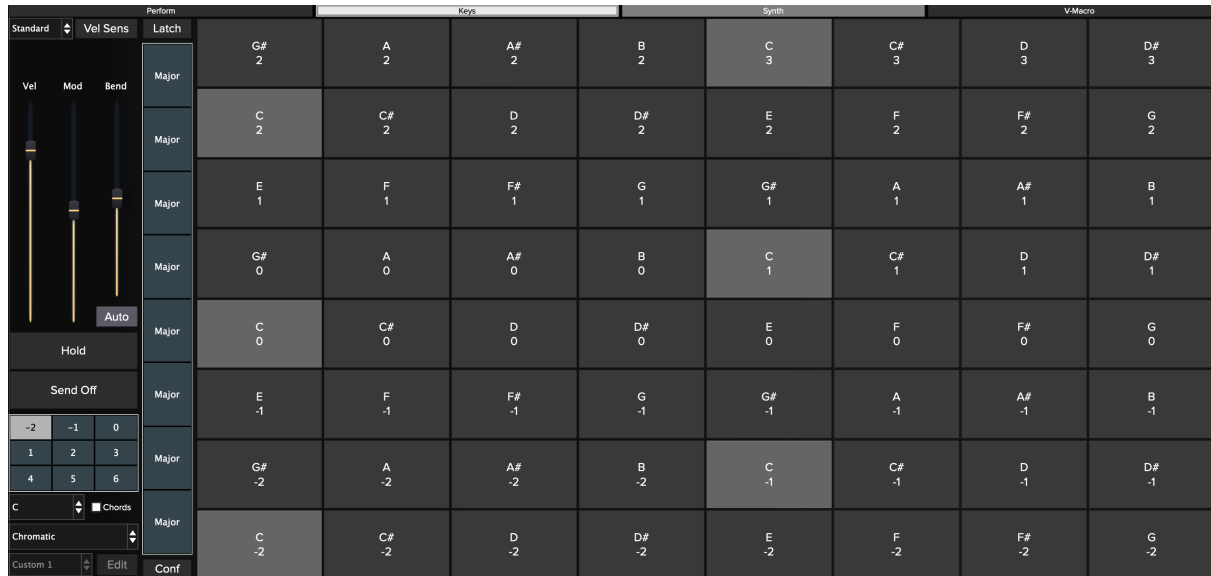 Perform Keys Synth V-Macro
Standard Vel Sens Latch
Vel Mod Bend
Auto
Hold
Send Off
-2 -1 0
1 2 3
4 5 6
C Chords
Chromatic
Custom 1 Edit Conf
Major
Major
Major
Major
Major
Major
Major
Major
G# A A# B C C# D D#
2 2 2 2 3 3 3 3
C C# D D# E F F# G
2 2 2 2 2 2 2 2
E F F# G G# A A# B
1 1 1 1 1 1 1 1
G# A A# B C C# D D#
0 0 0 0 1 1 1 1
C C# D D# E F F# G
0 0 0 0 0 0 0 0
E F F# G G# A A# B
-1 -1 -1 -1 -1 -1 -1 -1
G# A A# B C C# D D#
-2 -2 -2 -2 -1 -1 -1 -1
C C# D D# E F F# G
-2 -2 -2 -2 -2 -2 -2 -2